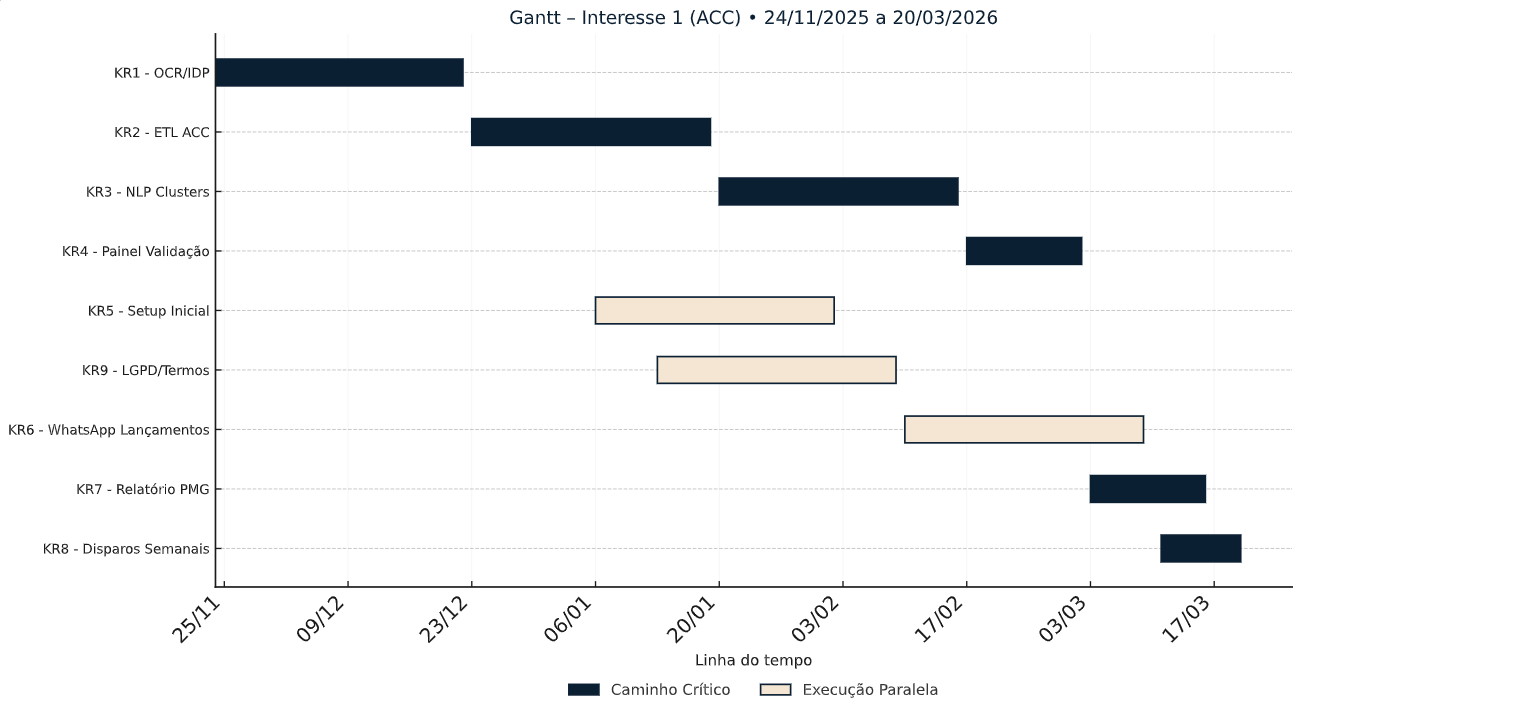 Gantt – Interesse 1 (ACC) • 24/11/2025 a 20/03/2026
KR1 - OCR/IDP
KR2 - ETL ACC
KR3 - NLP Clusters
KR4 - Painel Validação
KR5 - Setup Inicial
KR9 - LGPD/Termos
KR6 - WhatsApp Lançamentos
KR7 - Relatório PMG
KR8 - Disparos Semanais
25/11 09/12 23/12 06/01 20/01 03/02 17/02 03/03 17/03
Linha do tempo
Caminho Crítico Execução Paralela